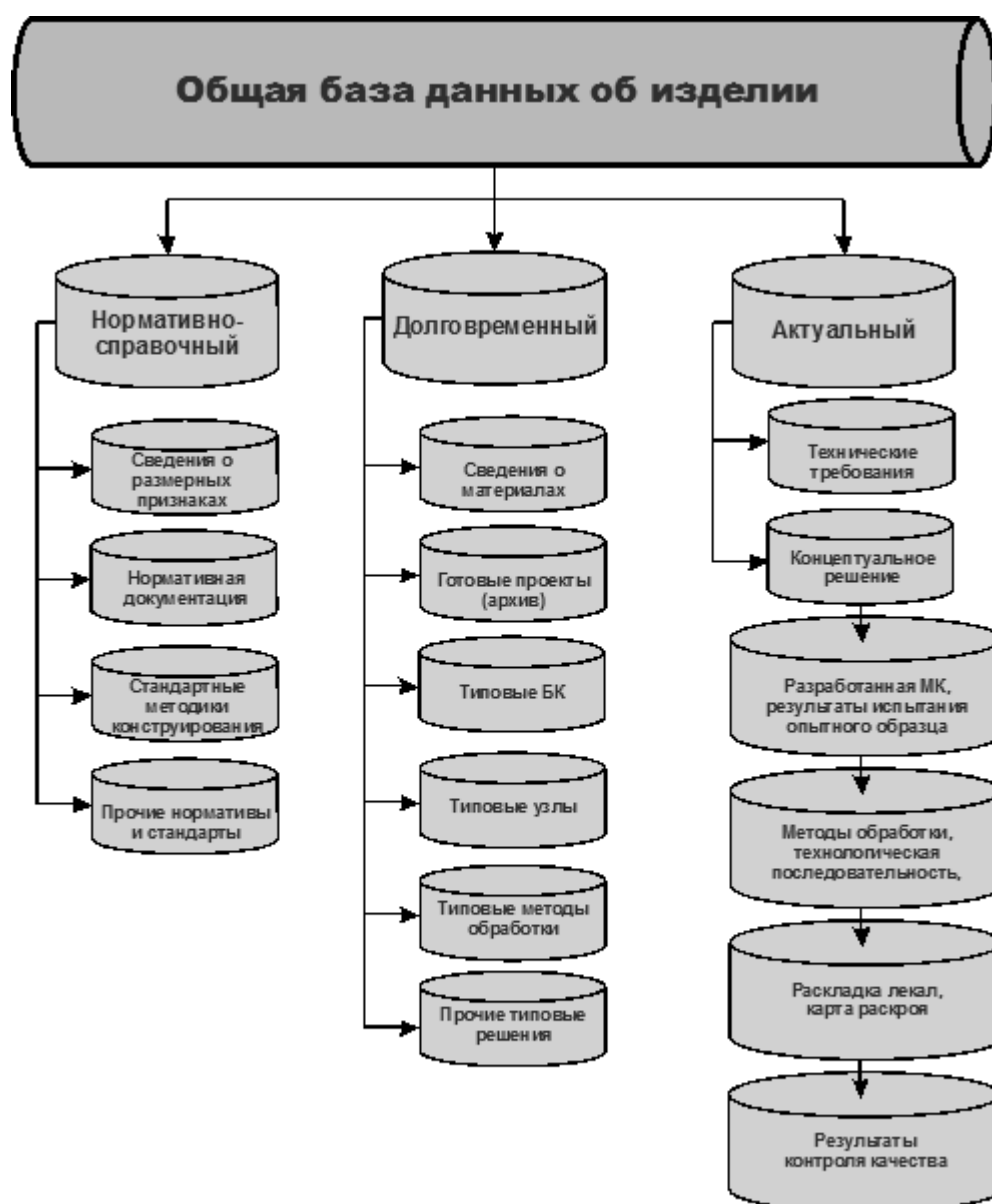 Общая база данных об изделии
Нормативно-
справочный
Сведения о
размерных
признаках
Нормативная
документация
Стандартные
методики
конструирования
Прочие нормативы
и стандарты
Долговременный
Сведения о
материалах
Готовые проекты
(архив)
Типовые БК
Типовые узлы
Типовые методы
обработки
Прочие типовые
решения
Актуальный
Технические
требования
Концептуальное
решение
Разработанная МК,
результаты испытания
опытного образца
Методы обработки,
технологическая
последовательность,
Раскладка лекал,
карта раскроя
Результаты
контроля качества